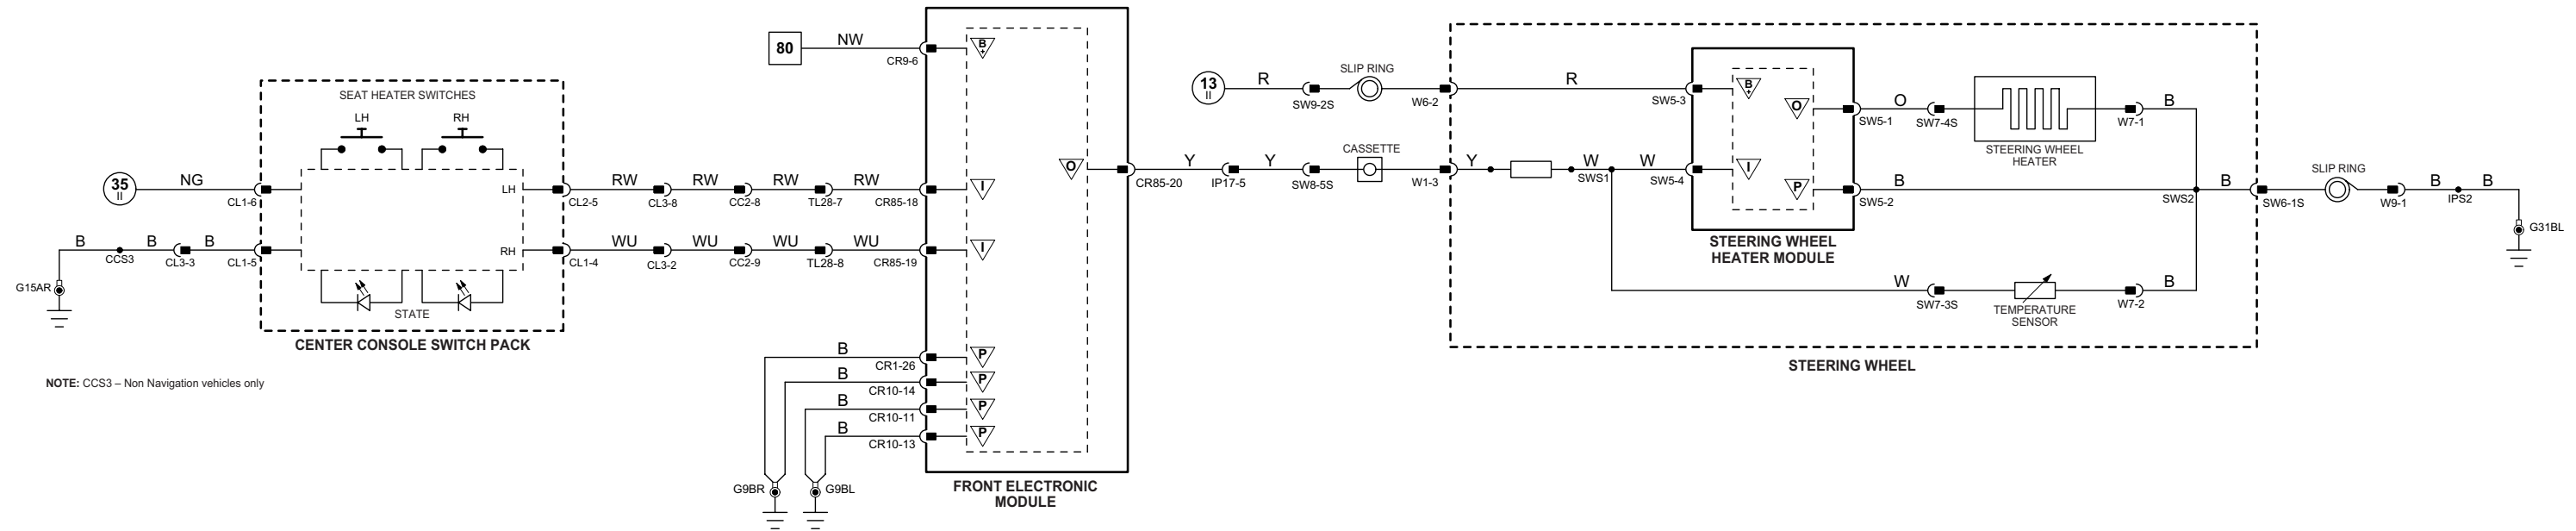 80
NW
CR9-6
B
+
SEAT HEATER SWITCHES
LH
RH
35
II
NG
CL1-6
LH
CL2-5
RW
CL3-8
RW
CC2-8
RW
TL28-7
RW
CR85-18
I
B
CCS3
B
CL3-3
B
CL1-5
RH
CL1-4
WU
CL3-2
WU
CC2-9
WU
TL28-8
WU
CR85-19
I
G15AR
STATE
CENTER CONSOLE SWITCH PACK
NOTE: CCS3 – Non Navigation vehicles only
B
CR1-26
P
B
CR10-14
P
B
CR10-11
P
B
CR10-13
P
G9BR
G9BL
FRONT ELECTRONIC
MODULE
O
CR85-20
Y
IP17-5
Y
SW8-5S
CASSETTE
W1-3
Y
W
SWS1
W
SW5-4
I
13
II
R
SW9-2S
SLIP RING
W6-2
R
SW5-3
B
+
O
SW5-1
O
SW7-4S
STEERING WHEEL
HEATER
W7-1
B
P
SW5-2
B
SWS2
B
SW6-1S
SLIP RING
W9-1
B
IPS2
B
G31BL
STEERING WHEEL
HEATER MODULE
W
SW7-3S
TEMPERATURE
SENSOR
W7-2
B
STEERING WHEEL